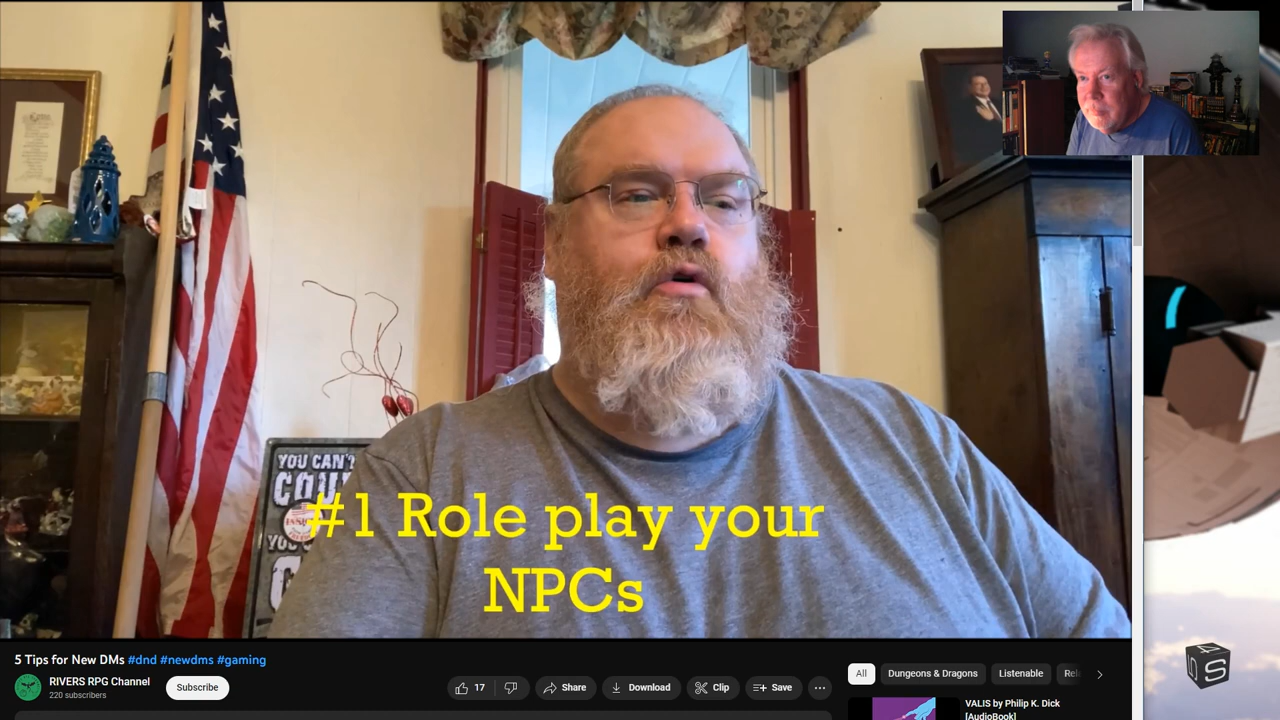 YOU CAN'T
#1 Role play your
NPCs
5 Tips for New DMs #dnd #newdms #gaming
RIVERS RPG Channel
220 subscribers
Subscribe
17
Share
Download
Clip
Save
All
Dungeons & Dragons
Listenable
VALIS by Philip K. Dick
[AudioBook]